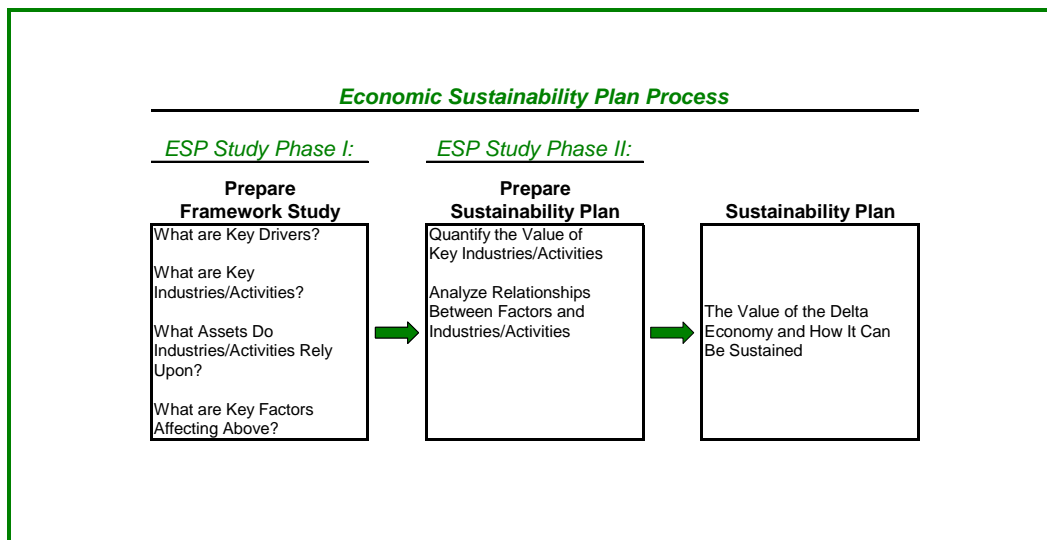 Economic Sustainability Plan Process
ESP Study Phase I:
Prepare
Framework Study
What are Key Drivers?
What are Key
Industries/Activities?
What Assets Do
Industries/Activities Rely
Upon?
What are Key Factors
Affecting Above?
ESP Study Phase II:
Prepare
Sustainability Plan
Quantify the Value of
Key Industries/Activities
Analyze Relationships
Between Factors and
Industries/Activities
Sustainability Plan
The Value of the Delta
Economy and How It Can
Be Sustained